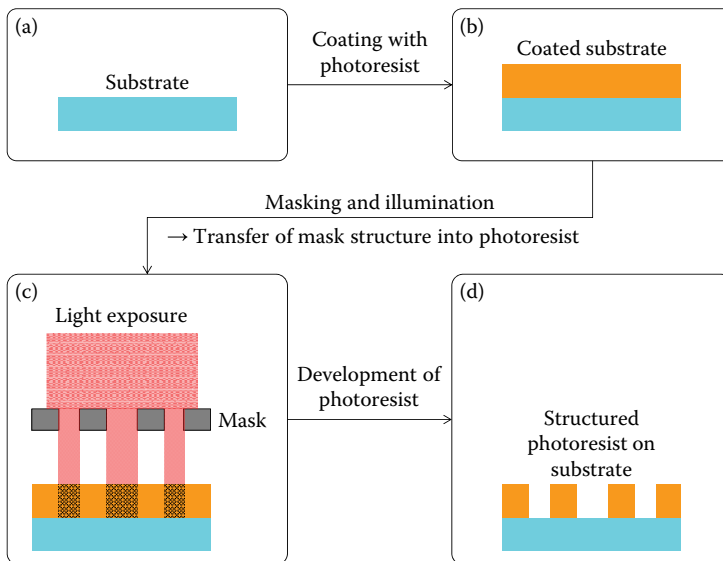 (a)
Substrate
Coating with
photoresist
(b)
Coated substrate
Masking and illumination
→ Transfer of mask structure into photoresist
(c)
Light exposure
Mask
Development of
photoresist
(d)
Structured
photoresist on
substrate